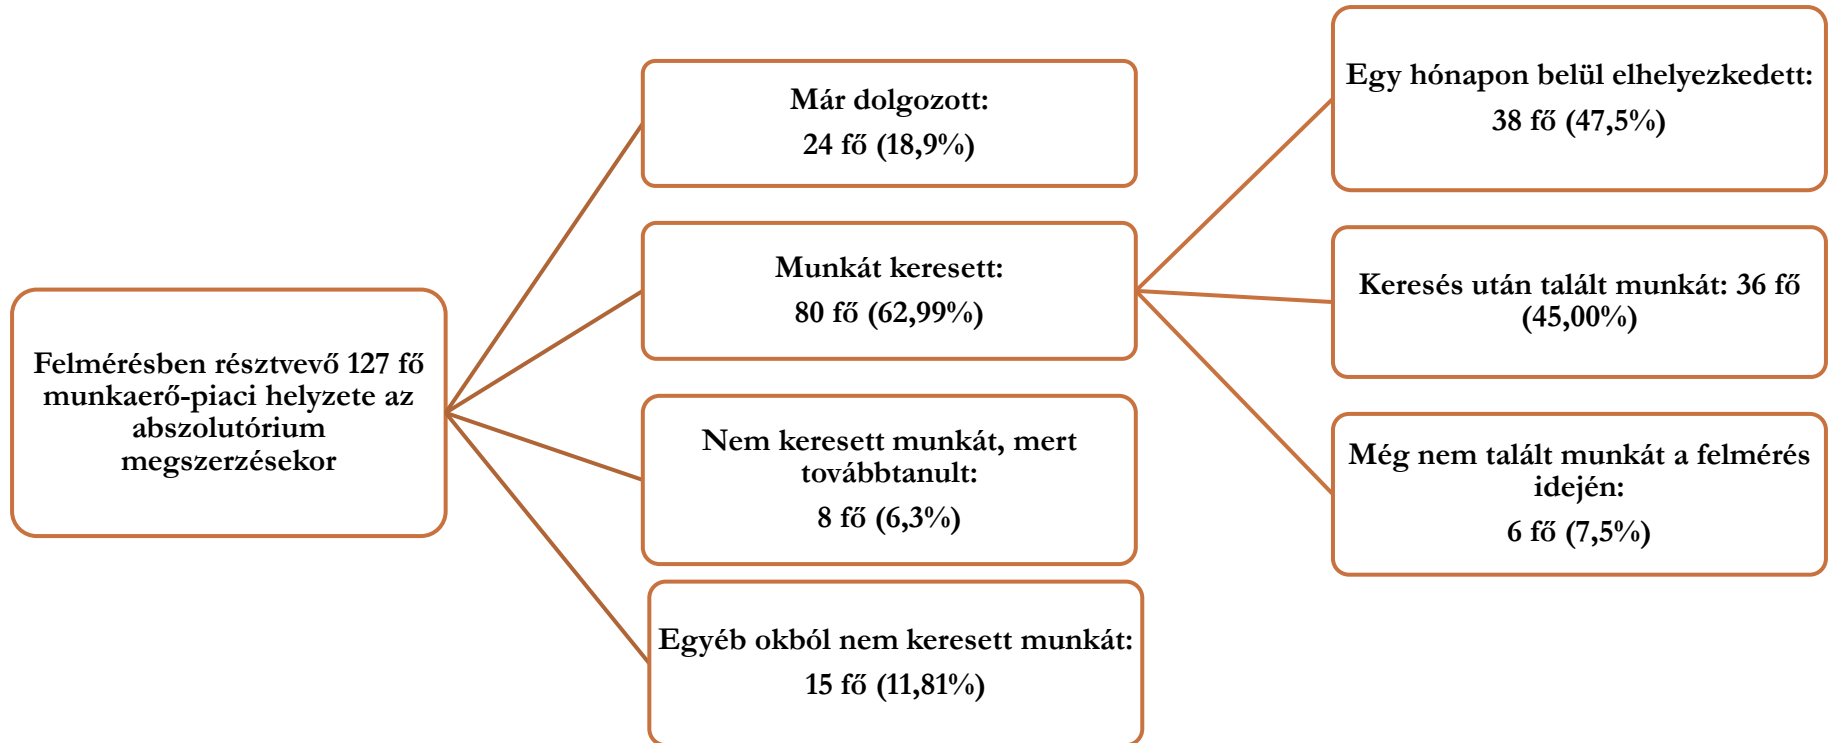 Felmérésben résztvevő 127 fő
munkaerő-piaci helyzete az
abszolutórium
megszerzésekor
Már dolgozott:
24 fő (18,9%)
Munkát keresett:
80 fő (62,99%)
Nem keresett munkát, mert
továbbtanult:
8 fő (6,3%)
Egyéb okból nem keresett munkát:
15 fő (11,81%)
Egy hónapon belül elhelyezkedett:
38 fő (47,5%)
Keresés után talált munkát: 36 fő
(45,00%)
Még nem talált munkát a felmérés
idején:
6 fő (7,5%)